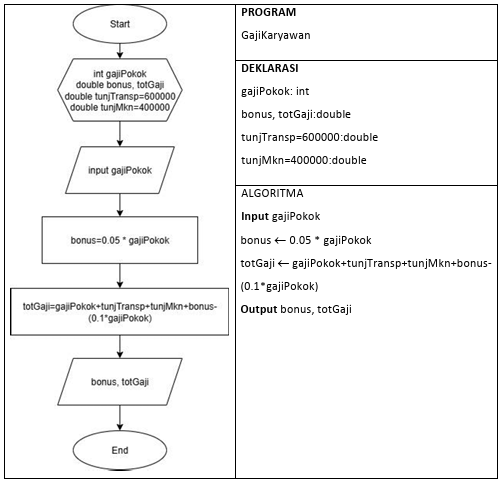 Start
int gajiPokok
double bonus, totGaji
double tunjTransp=600000
double tunjMkn=400000
input gajiPokok
bonus=0.05 * gajiPokok
totGaji=gajiPokok+tunjTransp+tunjMkn+bonus-
(0.1*gajiPokok)
bonus, totGaji
End
PROGRAM
GajiKaryawan
DEKLARASI
gajiPokok: int
bonus, totGaji:double
tunjTransp=600000:double
tunjMkn=400000:double
ALGORITMA
Input gajiPokok
bonus ← 0.05 * gajiPokok
totGaji ← gajiPokok+tunjTransp+tunjMkn+bonus-
(0.1*gajiPokok)
Output bonus, totGaji